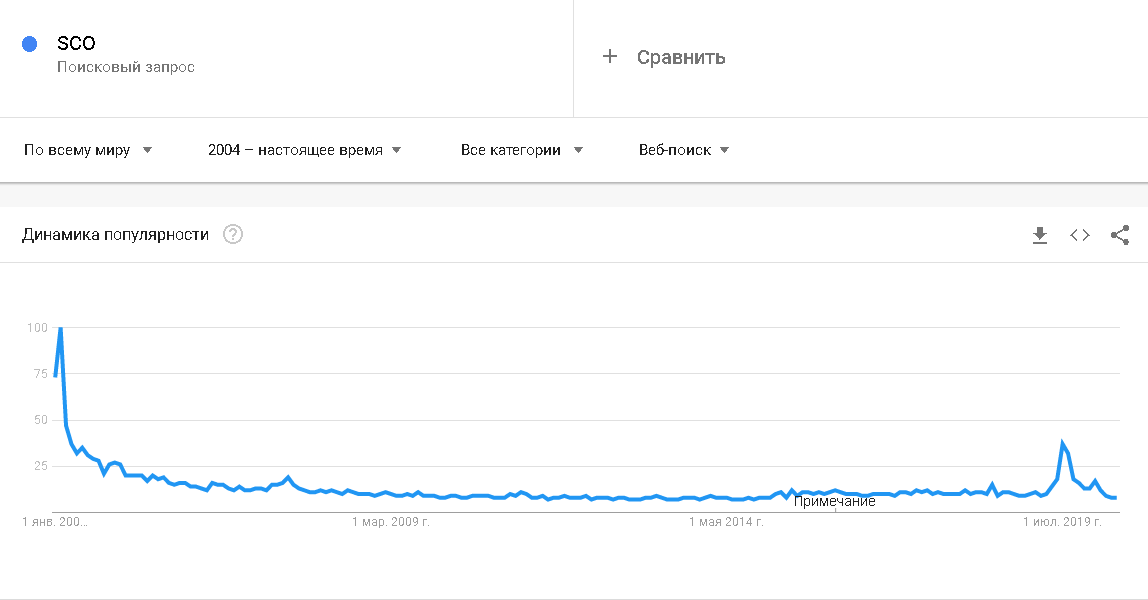 SCO
Поисковый запрос
+ Сравнить
По всему миру
2004 – настоящее время
Все категории
Веб-поиск
Динамика популярности ?
100
75
50
25
Примечание
1 янв. 200...
1 мар. 2009 г.
1 мая 2014 г.
1 июл. 2019 г.